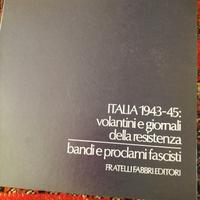 ITALIA 1943-45:
volantini e giornali
della resistenza
bandi e proclami fascisti
FRATELLI FABBRI EDITORI